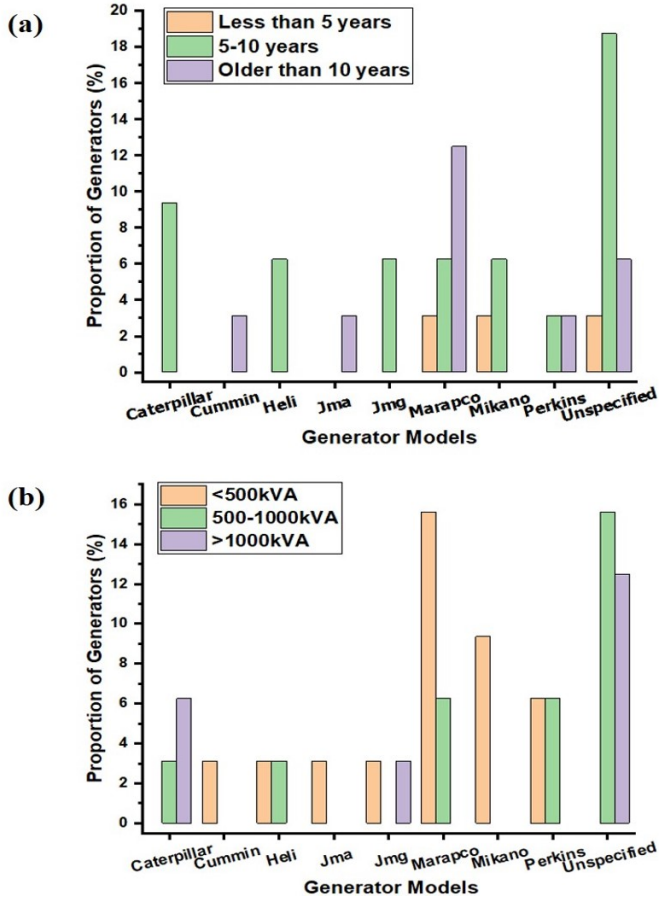 (a)
Less than 5 years
5-10 years
Older than 10 years
Proportion of Generators (%)
20
18
16
14
12
10
8
6
4
2
0
Caterpillar Cummin Heli Jma Jmg Marapco Mikano Perkins Unspecified
Generator Models
(b)
<500kVA
500-1000kVA
>1000kVA
Proportion of Generators (%)
16
14
12
10
8
6
4
2
0
Caterpillar Cummin Heli Jma Jmg Marapco Mikano Perkins Unspecified
Generator Models